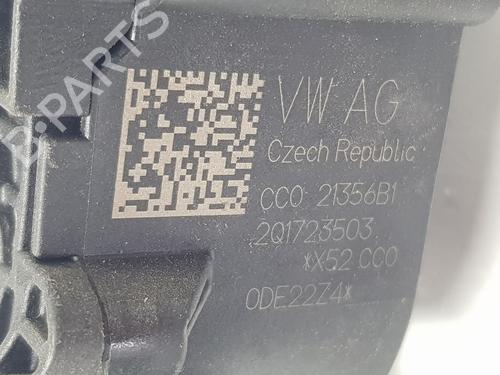 B-PARTS
VW AG
Czech Republic
CC0 21356B1
2Q1723503
*X52 CC0
0DE22Z4*